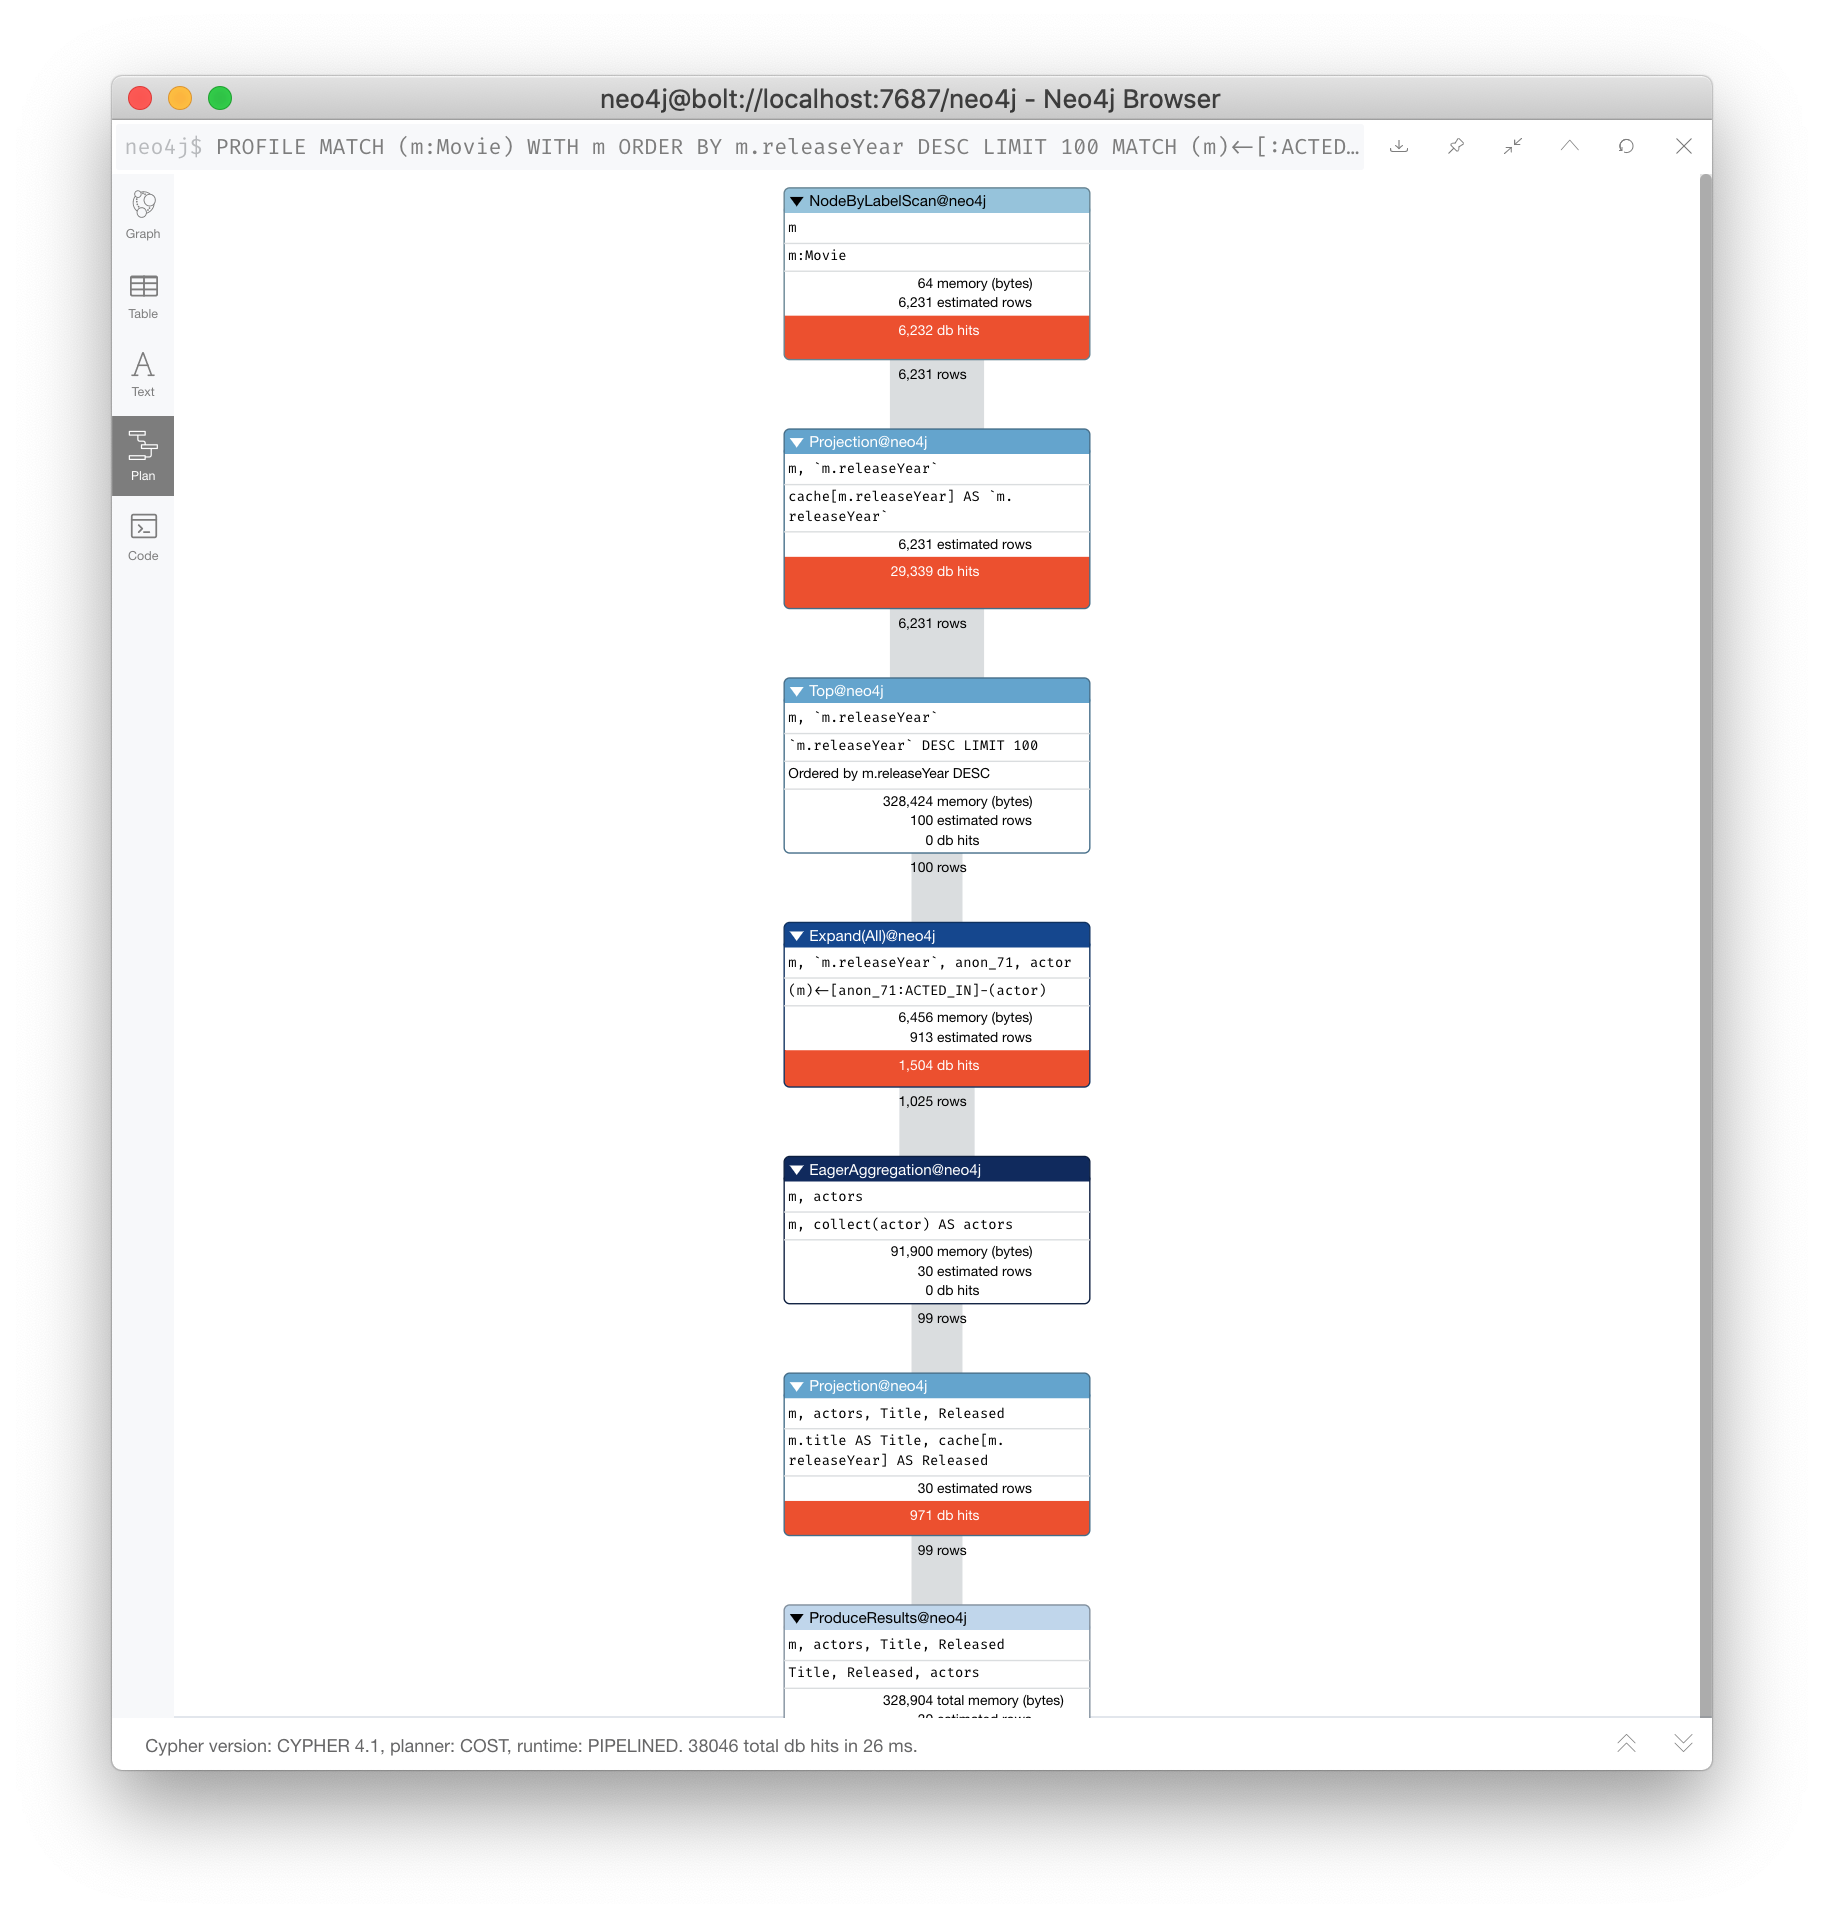 neo4j@bolt://localhost:7687/neo4j - Neo4j Browser
neo4j$ PROFILE MATCH (m:Movie) WITH m ORDER BY m.releaseYear DESC LIMIT 100 MATCH (m)<-[:ACTED…
Graph
Table
Text
Plan
Code
NodeByLabelScan@neo4j
m
m:Movie
64 memory (bytes)
6,231 estimated rows
6,232 db hits
6,231 rows
Projection@neo4j
m, `m.releaseYear`
cache[m.releaseYear] AS `m.
releaseYear`
6,231 estimated rows
29,339 db hits
6,231 rows
Top@neo4j
m, `m.releaseYear`
`m.releaseYear` DESC LIMIT 100
Ordered by m.releaseYear DESC
328,424 memory (bytes)
100 estimated rows
0 db hits
100 rows
Expand(All)@neo4j
m, `m.releaseYear`, anon_71, actor
(m)<-[anon_71:ACTED_IN]-(actor)
6,456 memory (bytes)
913 estimated rows
1,504 db hits
1,025 rows
EagerAggregation@neo4j
m, actors
m, collect(actor) AS actors
91,900 memory (bytes)
30 estimated rows
0 db hits
99 rows
Projection@neo4j
m, actors, Title, Released
m.title AS Title, cache[m.
releaseYear] AS Released
30 estimated rows
971 db hits
99 rows
ProduceResults@neo4j
m, actors, Title, Released
Title, Released, actors
328,904 total memory (bytes)
Cypher version: CYPHER 4.1, planner: COST, runtime: PIPELINED. 38046 total db hits in 26 ms.